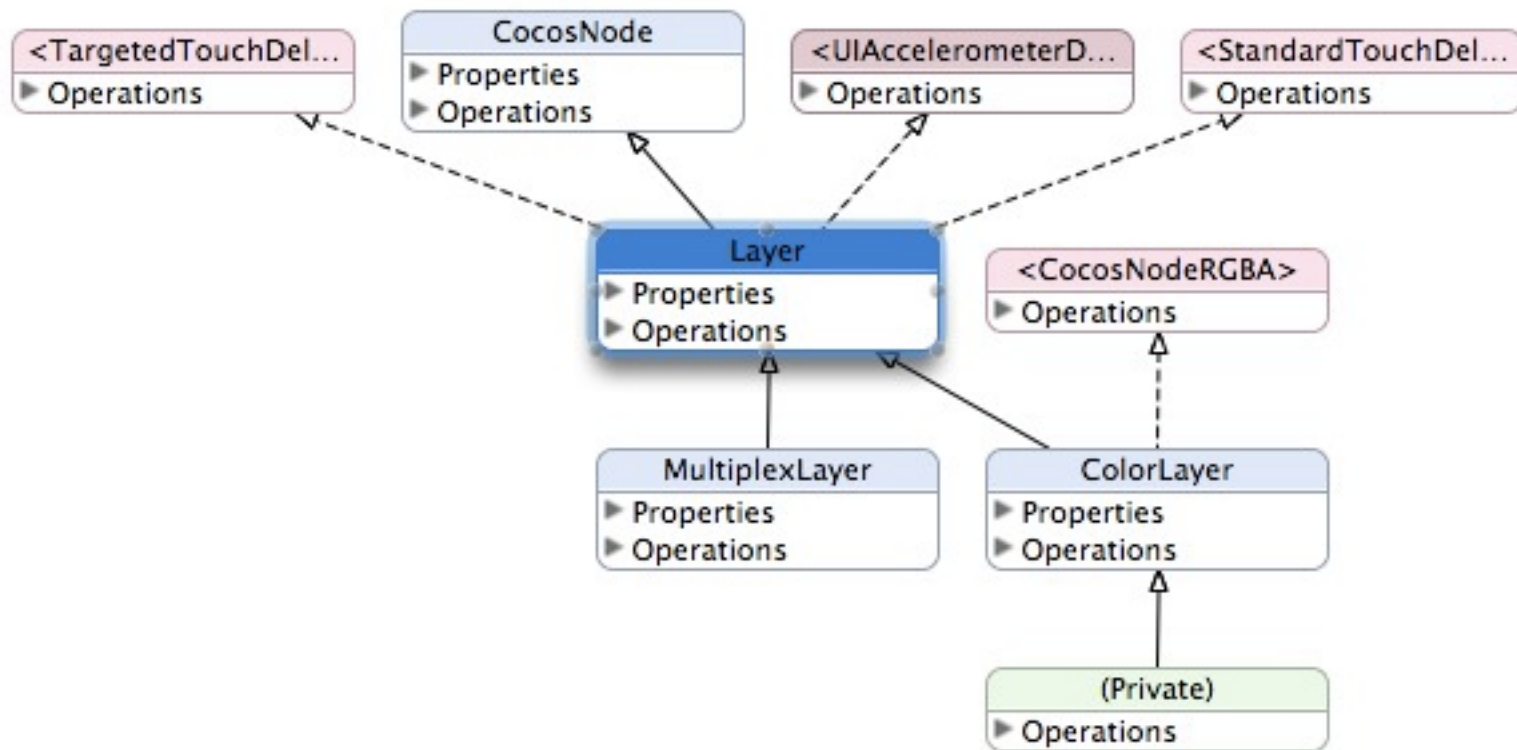 <TargetedTouchDel...
Operations
CocosNode
Properties
Operations
<UIAccelerometerD...
Operations
<StandardTouchDel...
Operations
Layer
Properties
Operations
<CocosNodeRGBA>
Operations
MultiplexLayer
Properties
Operations
ColorLayer
Properties
Operations
(Private)
Operations